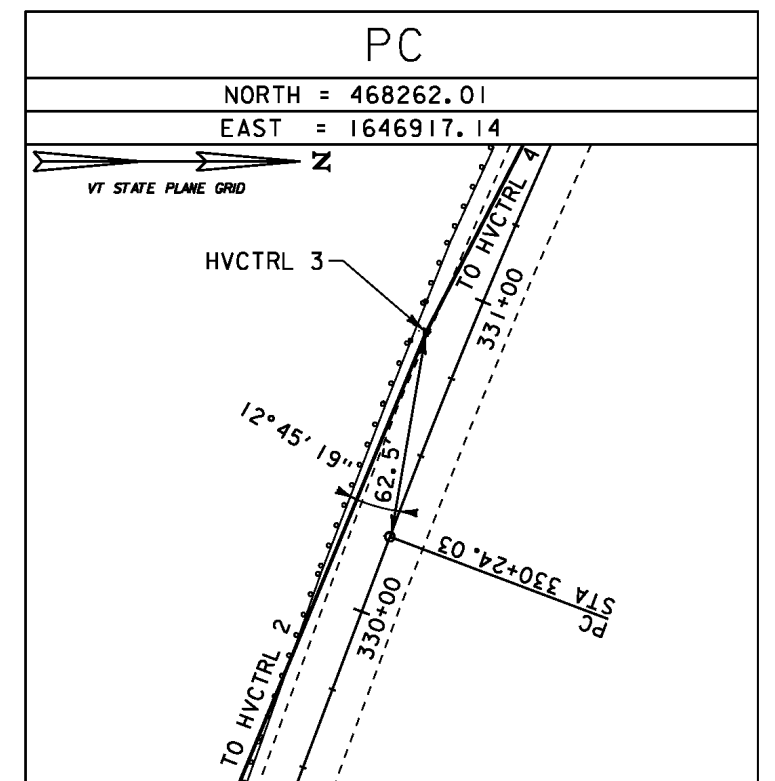 PC
NORTH = 468262.01
EAST = 1646917.14
N
VT STATE PLANE GRID
TO HVCTRL 4
HVCTRL 3
331+00
12°45'19"
62.5'
STA 330+24.03
PC
330+00
TO HVCTRL 2